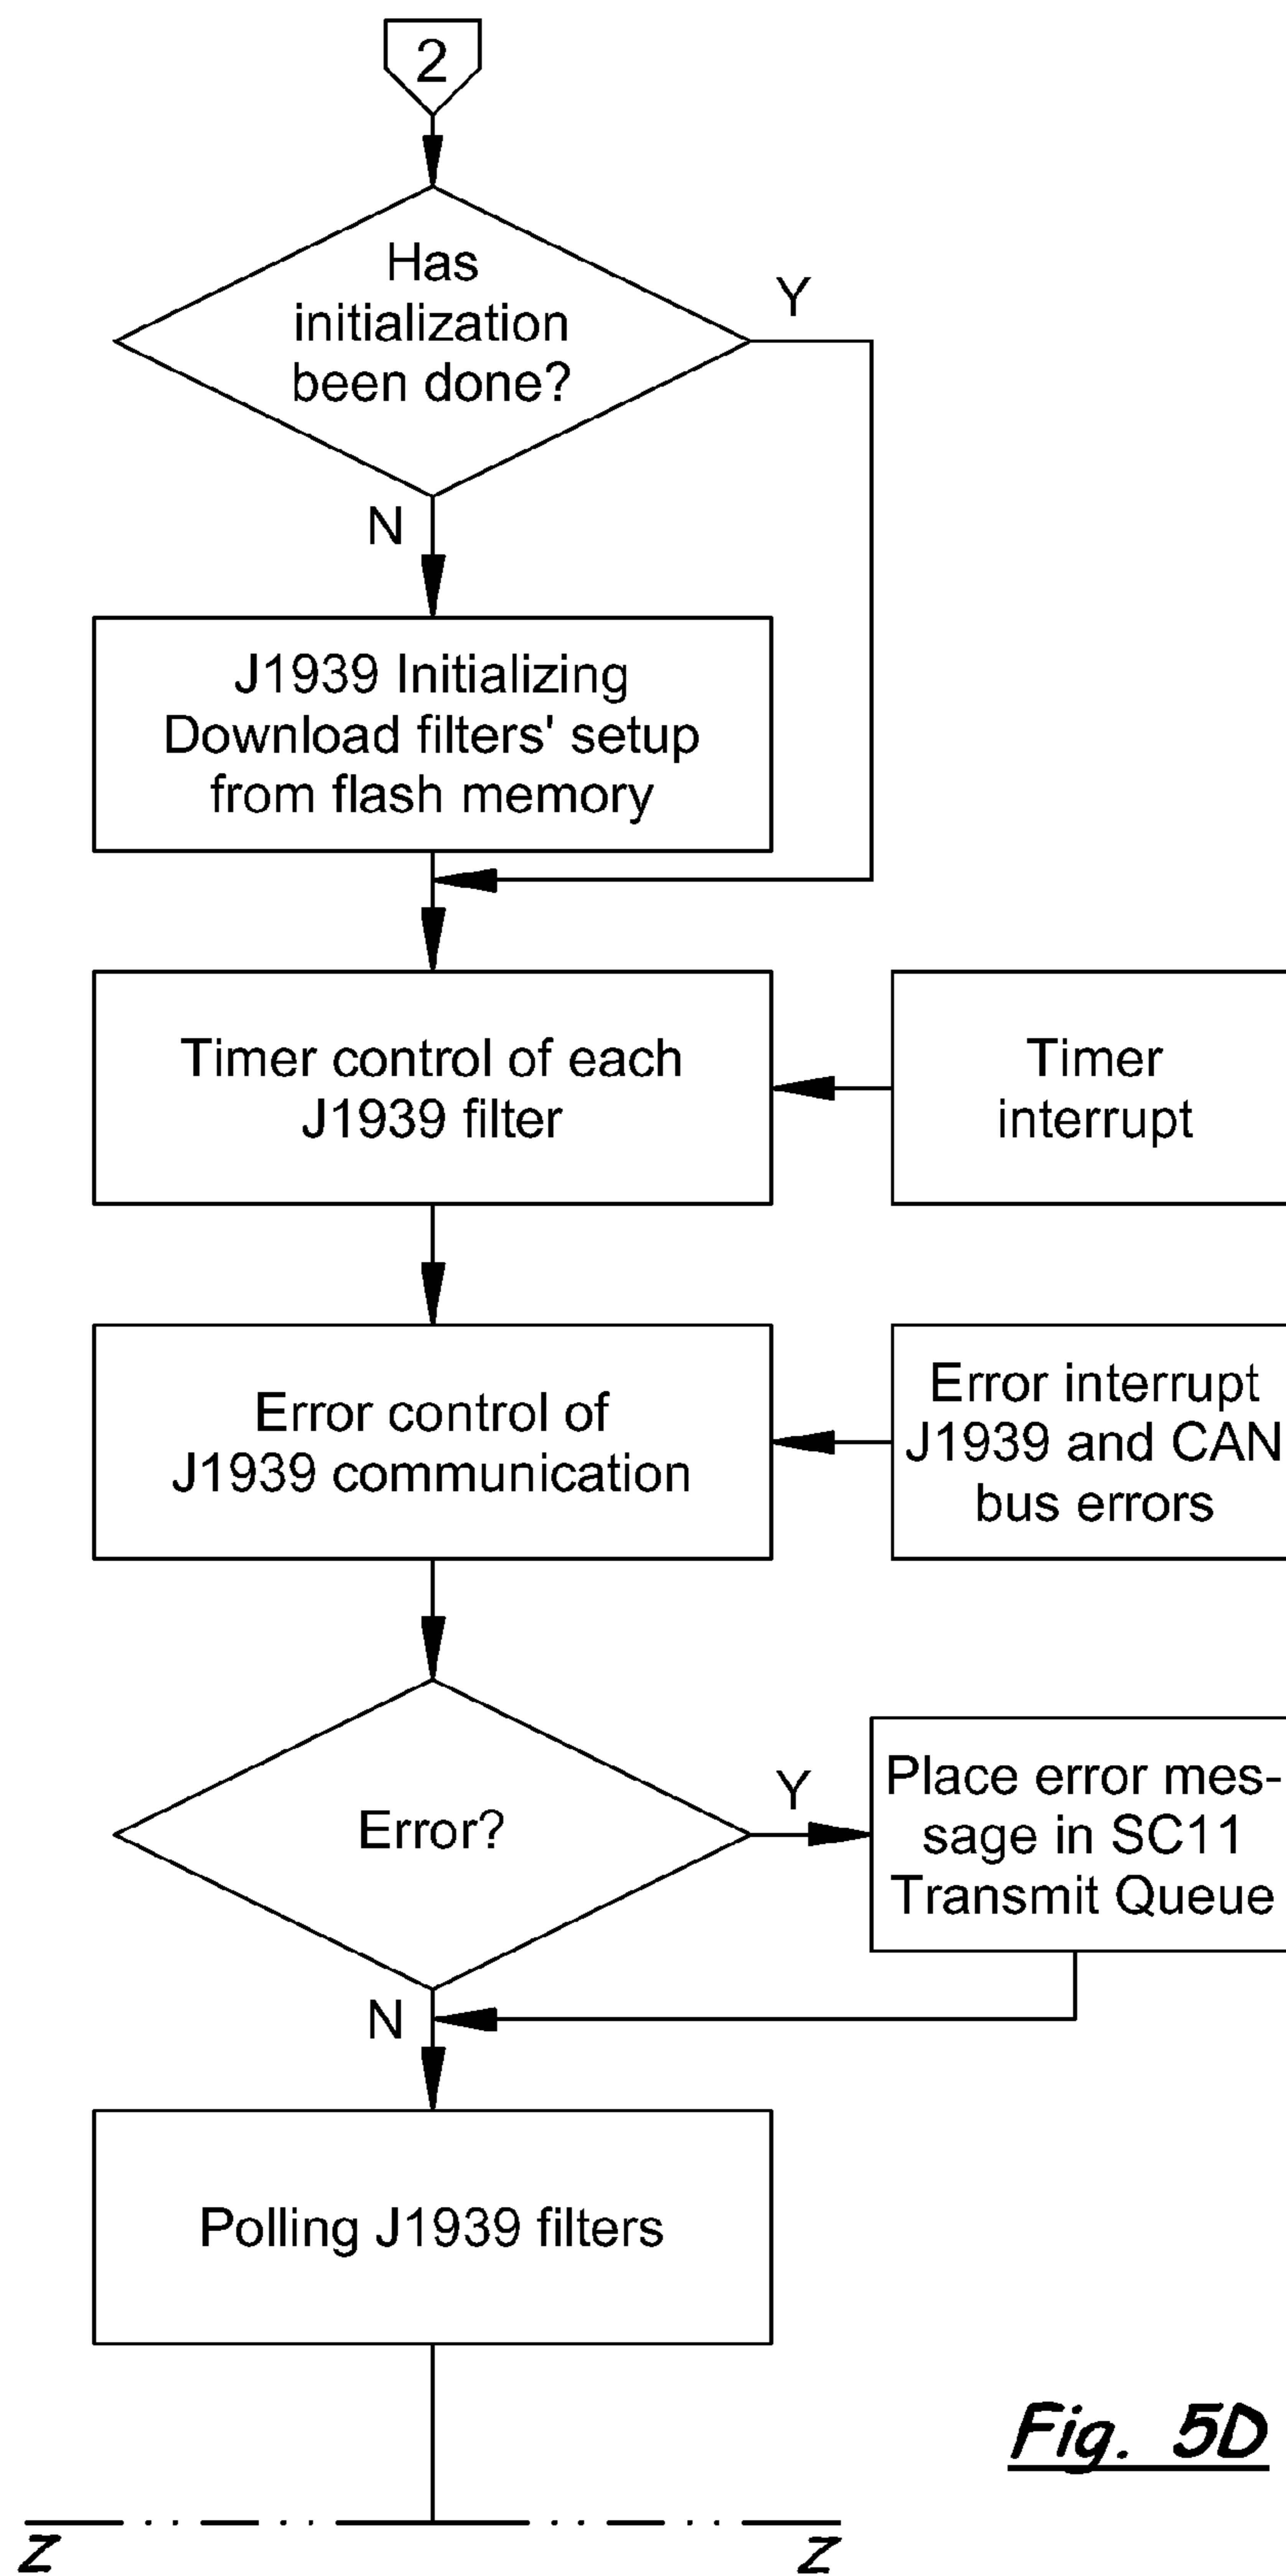 2
Has
initialization
been done?
Y
N
J1939 Initializing
Download filters' setup
from flash memory
Timer control of each
J1939 filter
Timer
interrupt
Error control of
J1939 communication
Error interrupt
J1939 and CAN
bus errors
Error?
Y
Place error mes-
sage in SC11
Transmit Queue
N
Polling J1939 filters
Fig. 5D
Z
Z